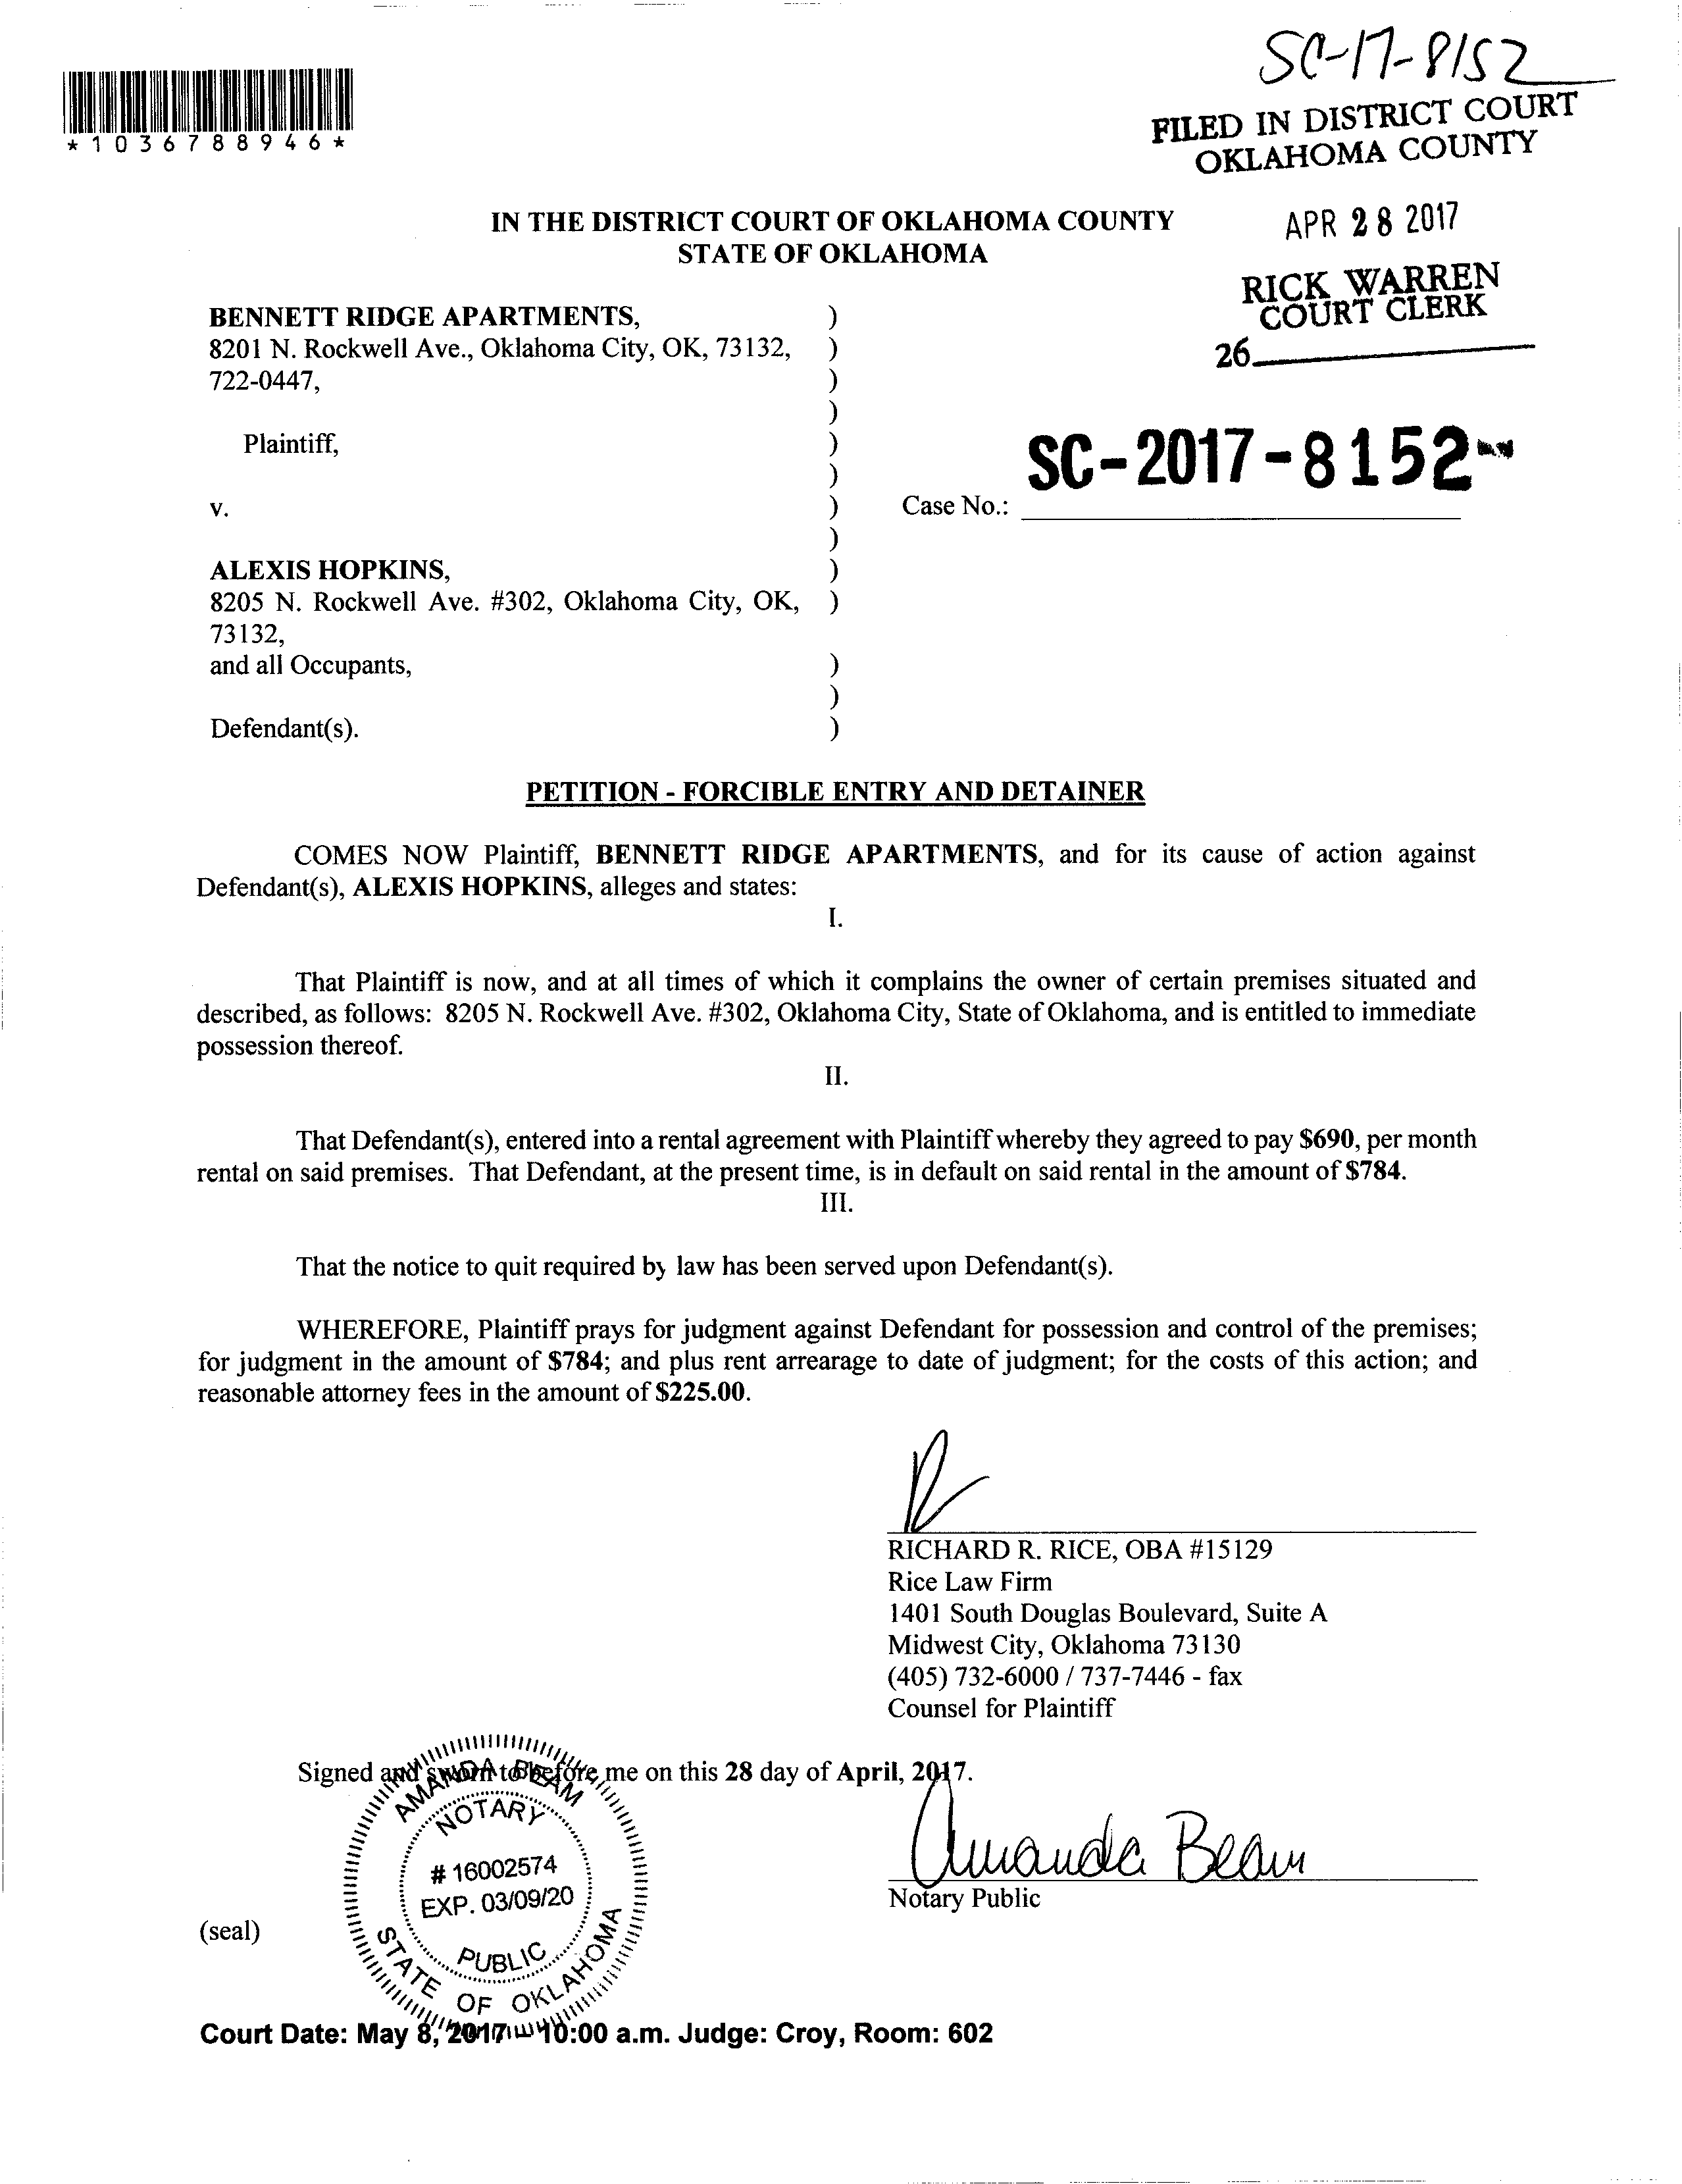 SC-17-8152
*1036788946*
FILED IN DISTRICT COURT
OKLAHOMA COUNTY
IN THE DISTRICT COURT OF OKLAHOMA COUNTY
STATE OF OKLAHOMA
APR 28 2017
RICK WARREN
COURT CLERK
26
BENNETT RIDGE APARTMENTS, )
8201 N. Rockwell Ave., Oklahoma City, OK, 73132, )
722-0447, )
)
Plaintiff, )
)
SC-2017-8152
v. ) Case No.:
)
ALEXIS HOPKINS, )
8205 N. Rockwell Ave. #302, Oklahoma City, OK, )
73132,
and all Occupants, )
)
Defendant(s). )
PETITION - FORCIBLE ENTRY AND DETAINER
COMES NOW Plaintiff, BENNETT RIDGE APARTMENTS, and for its cause of action against
Defendant(s), ALEXIS HOPKINS, alleges and states:
I.
That Plaintiff is now, and at all times of which it complains the owner of certain premises situated and
described, as follows: 8205 N. Rockwell Ave. #302, Oklahoma City, State of Oklahoma, and is entitled to immediate
possession thereof.
II.
That Defendant(s), entered into a rental agreement with Plaintiff whereby they agreed to pay $690, per month
rental on said premises. That Defendant, at the present time, is in default on said rental in the amount of $784.
III.
That the notice to quit required by law has been served upon Defendant(s).
WHEREFORE, Plaintiff prays for judgment against Defendant for possession and control of the premises;
for judgment in the amount of $784; and plus rent arrearage to date of judgment; for the costs of this action; and
reasonable attorney fees in the amount of $225.00.
RICHARD R. RICE, OBA #15129
Rice Law Firm
1401 South Douglas Boulevard, Suite A
Midwest City, Oklahoma 73130
(405) 732-6000 / 737-7446 - fax
Counsel for Plaintiff
Signed and sworn to before me on this 28 day of April, 2017.
AMANDA BEAM
NOTARY
# 16002574
EXP. 03/09/20
PUBLIC
STATE OF OKLAHOMA
Amanda Beam
Notary Public
(seal)
Court Date: May 8, 2017 10:00 a.m. Judge: Croy, Room: 602